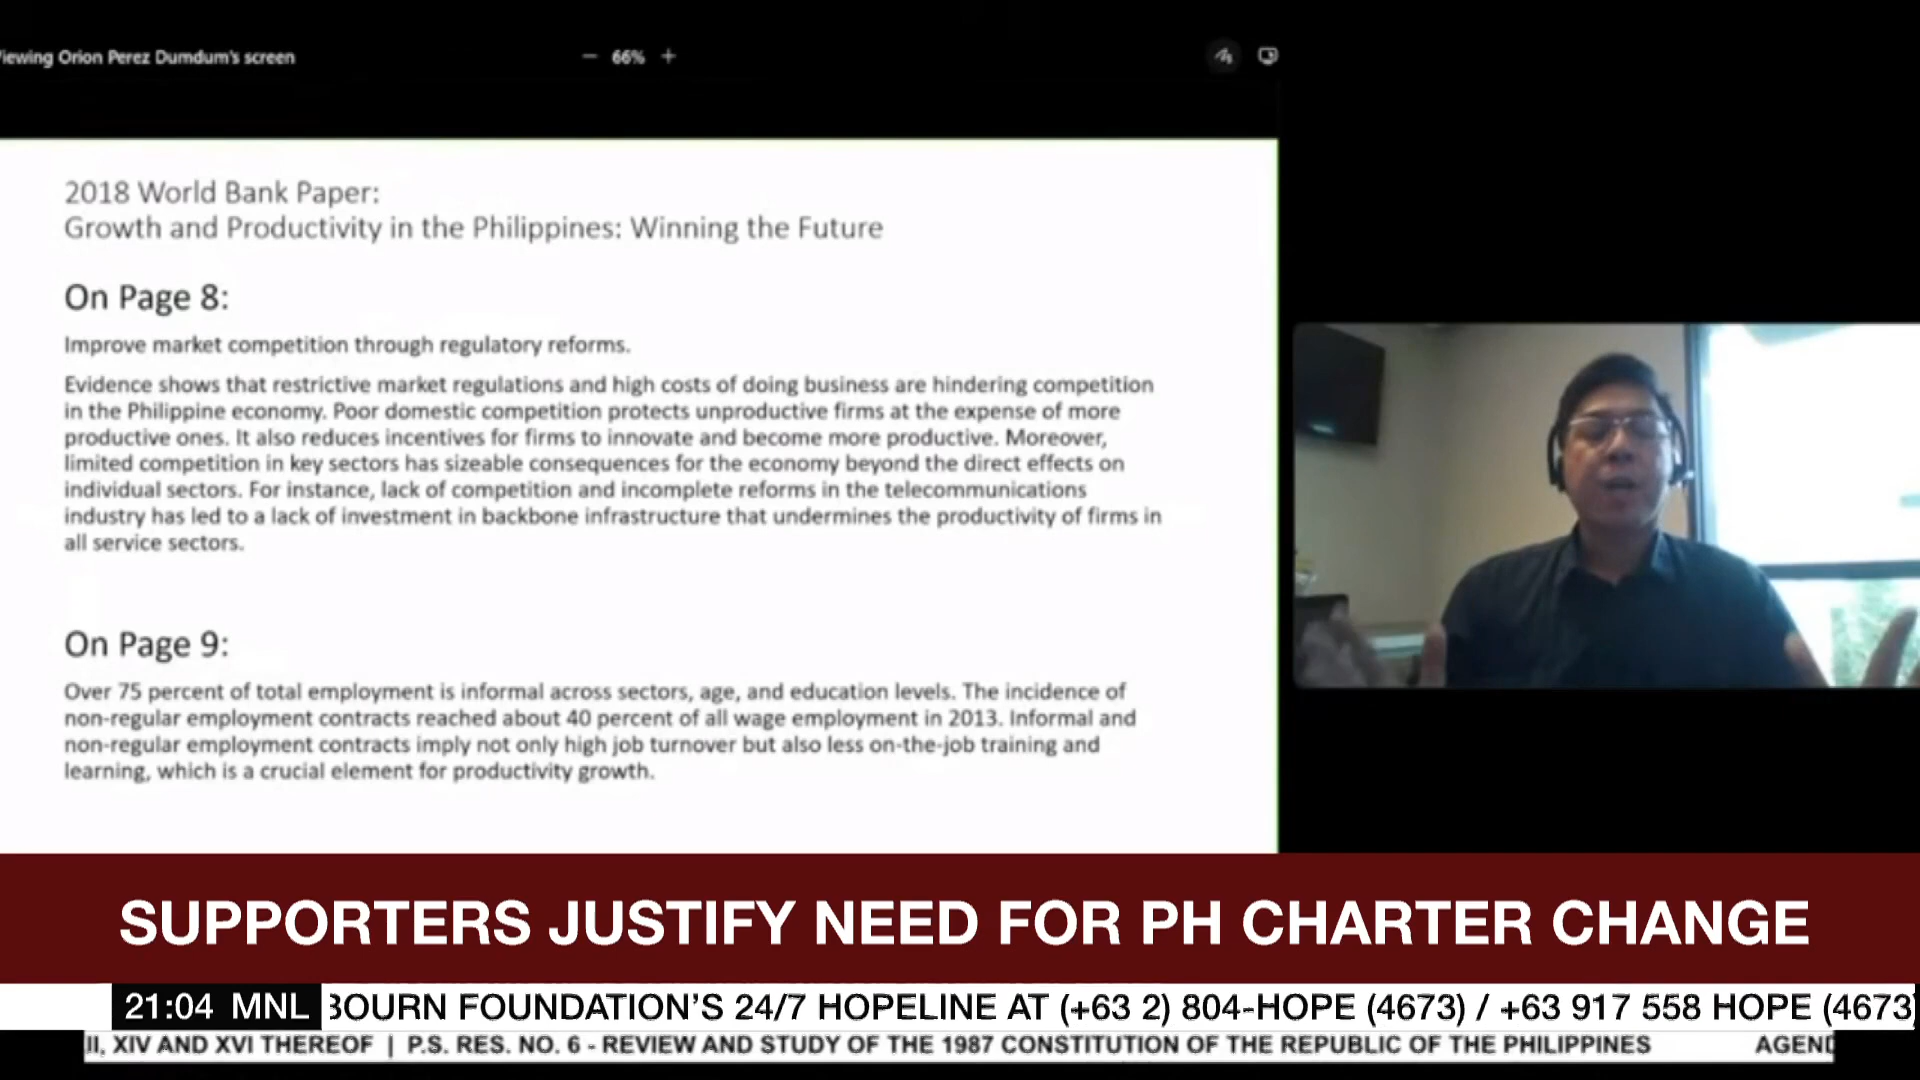 iewing Orion Perez Dumdum's screen
66%
2018 World Bank Paper:
Growth and Productivity in the Philippines: Winning the Future
On Page 8:
Improve market competition through regulatory reforms.
Evidence shows that restrictive market regulations and high costs of doing business are hindering competition
in the Philippine economy. Poor domestic competition protects unproductive firms at the expense of more
productive ones. It also reduces incentives for firms to innovate and become more productive. Moreover,
limited competition in key sectors has sizeable consequences for the economy beyond the direct effects on
individual sectors. For instance, lack of competition and incomplete reforms in the telecommunications
industry has led to a lack of investment in backbone infrastructure that undermines the productivity of firms in
all service sectors.
On Page 9:
Over 75 percent of total employment is informal across sectors, age, and education levels. The incidence of
non-regular employment contracts reached about 40 percent of all wage employment in 2013. Informal and
non-regular employment contracts imply not only high job turnover but also less on-the-job training and
learning, which is a crucial element for productivity growth.
SUPPORTERS JUSTIFY NEED FOR PH CHARTER CHANGE
21:04 MNL BOURN FOUNDATION'S 24/7 HOPELINE AT (+63 2) 804-HOPE (4673) / +63 917 558 HOPE (4673)
II, XIV AND XVI THEREOF | P.S. RES. NO. 6 - REVIEW AND STUDY OF THE 1987 CONSTITUTION OF THE REPUBLIC OF THE PHILIPPINES AGEND